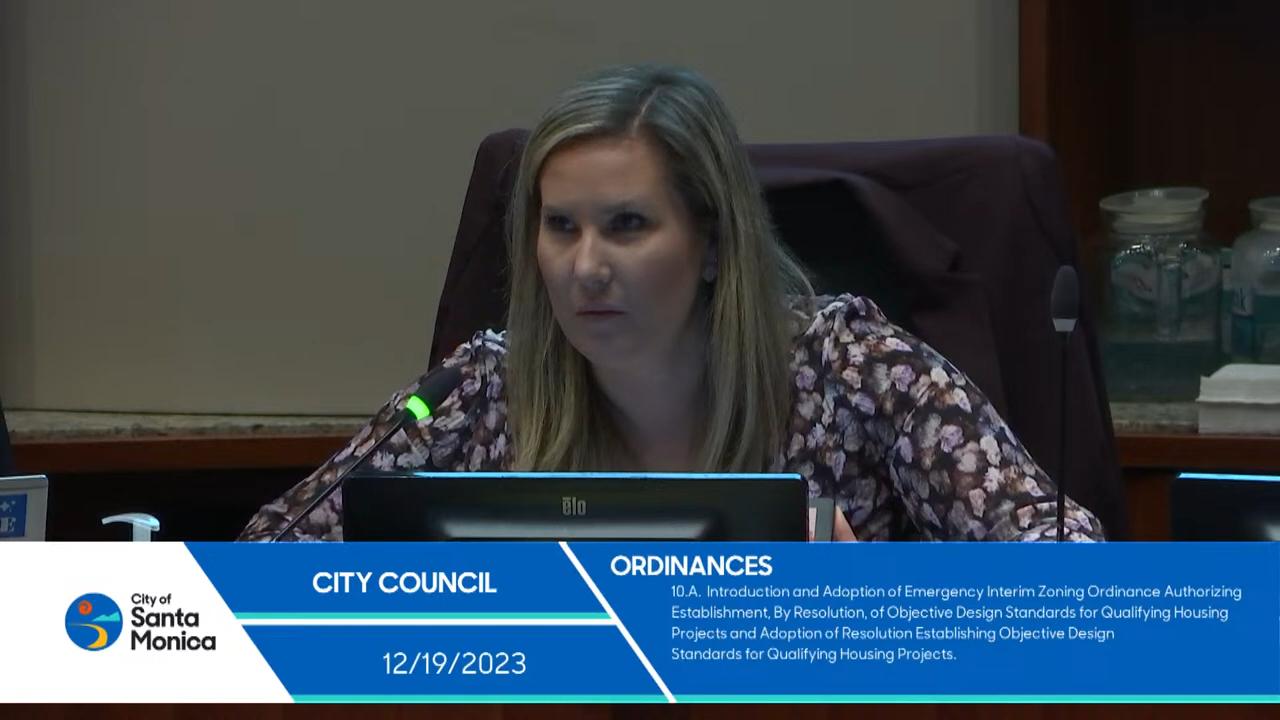 elo
E
City of
Santa
Monica
CITY COUNCIL
12/19/2023
ORDINANCES
10.A. Introduction and Adoption of Emergency Interim Zoning Ordinance Authorizing
Establishment, By Resolution, of Objective Design Standards for Qualifying Housing
Projects and Adoption of Resolution Establishing Objective Design
Standards for Qualifying Housing Projects.